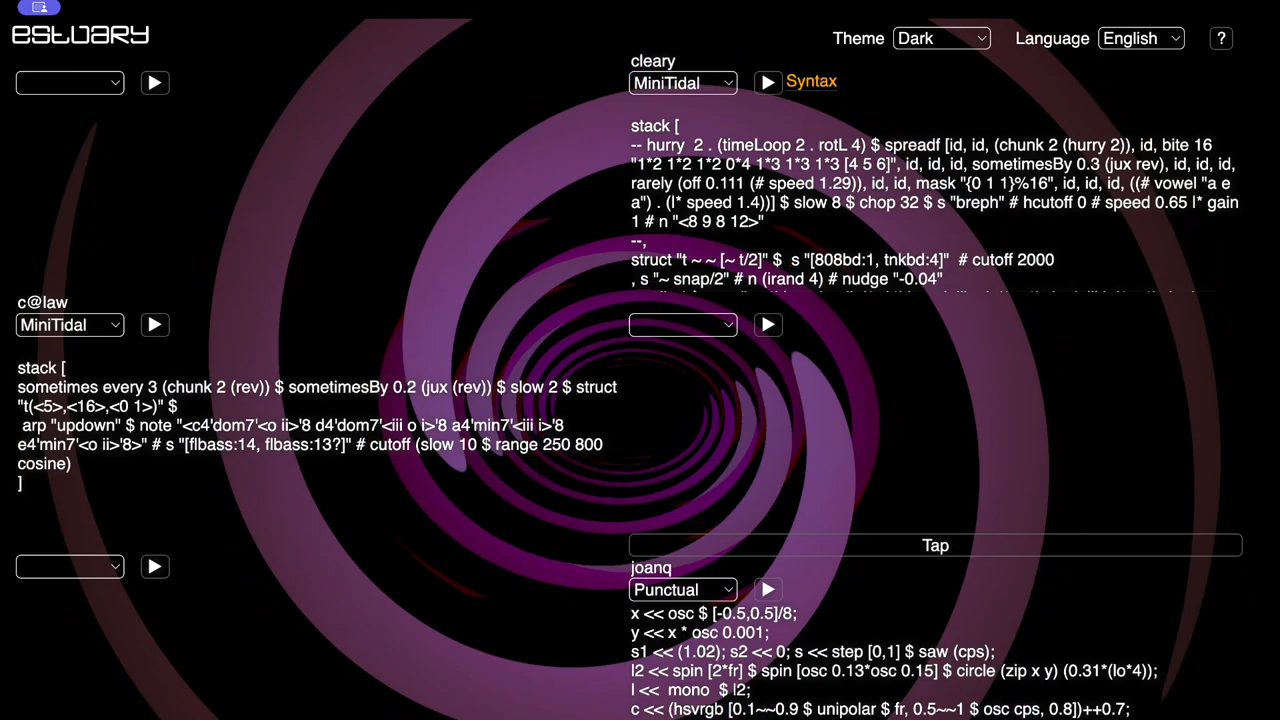 estuary
Theme Dark Language English ?
cleary
MiniTidal Syntax
stack [
-- hurry 2 . (timeLoop 2 . rotL 4) $ spreadf [id, id, (chunk 2 (hurry 2)), id, bite 16
"1*2 1*2 1*2 0*4 1*3 1*3 1*3 [4 5 6]", id, id, id, sometimesBy 0.3 (jux rev), id, id, id,
rarely (off 0.111 (# speed 1.29)), id, id, mask "{0 1 1}%16", id, id, id, ((# vowel "a e
a") . (l* speed 1.4))] $ slow 8 $ chop 32 $ s "breph" # hcutoff 0 # speed 0.65 l* gain
1 # n "<8 9 8 12>"
--,
struct "t ~ ~ [~ t/2]" $  s "[808bd:1, tnkbd:4]"  # cutoff 2000
, s "~ snap/2" # n (irand 4) # nudge "-0.04"
c@law
MiniTidal
stack [
sometimes every 3 (chunk 2 (rev)) $ sometimesBy 0.2 (jux (rev)) $ slow 2 $ struct
"t(<5>,<16>,<0 1>)" $
arp "updown" $ note "<c4'dom7'<o ii>'8 d4'dom7'<iii o i>'8 a4'min7'<iii i>'8
e4'min7'<o ii>'8>" # s "[flbass:14, flbass:13?]" # cutoff (slow 10 $ range 250 800
cosine)
]
Tap
joanq
Punctual
x << osc $ [-0.5,0.5]/8;
y << x * osc 0.001;
s1 << (1.02); s2 << 0; s << step [0,1] $ saw (cps);
l2 << spin [2*fr] $ spin [osc 0.13*osc 0.15] $ circle (zip x y) (0.31*(lo*4));
l << mono  $ l2;
c << (hsvrgb [0.1~~0.9 $ unipolar $ fr, 0.5~~1 $ osc cps, 0.8])++0.7;